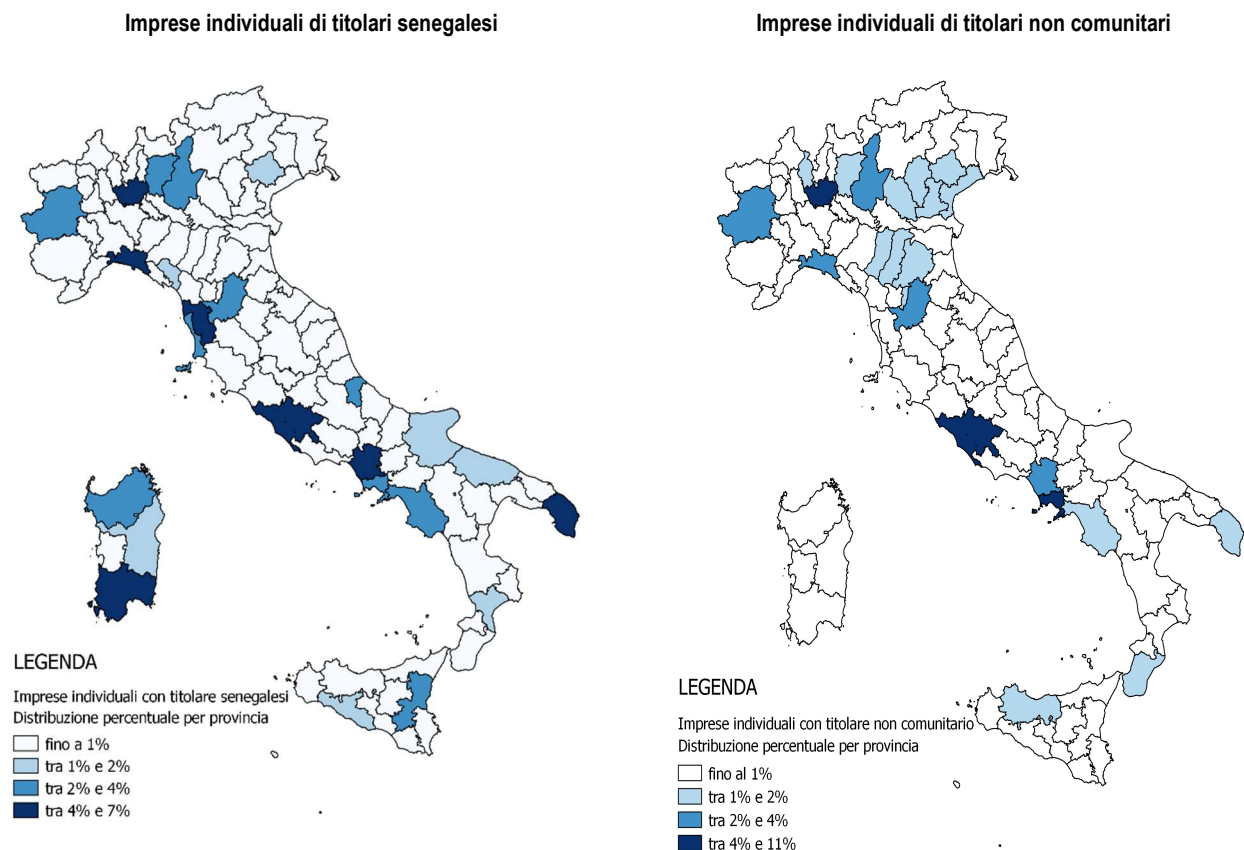 Imprese individuali di titolari senegalesi
Imprese individuali di titolari non comunitari
LEGENDA
Imprese individuali con titolare senegalesi
Distribuzione percentuale per provincia
fino a 1%
tra 1% e 2%
tra 2% e 4%
tra 4% e 7%
LEGENDA
Imprese individuali con titolare non comunitario
Distribuzione percentuale per provincia
fino al 1%
tra 1% e 2%
tra 2% e 4%
tra 4% e 11%